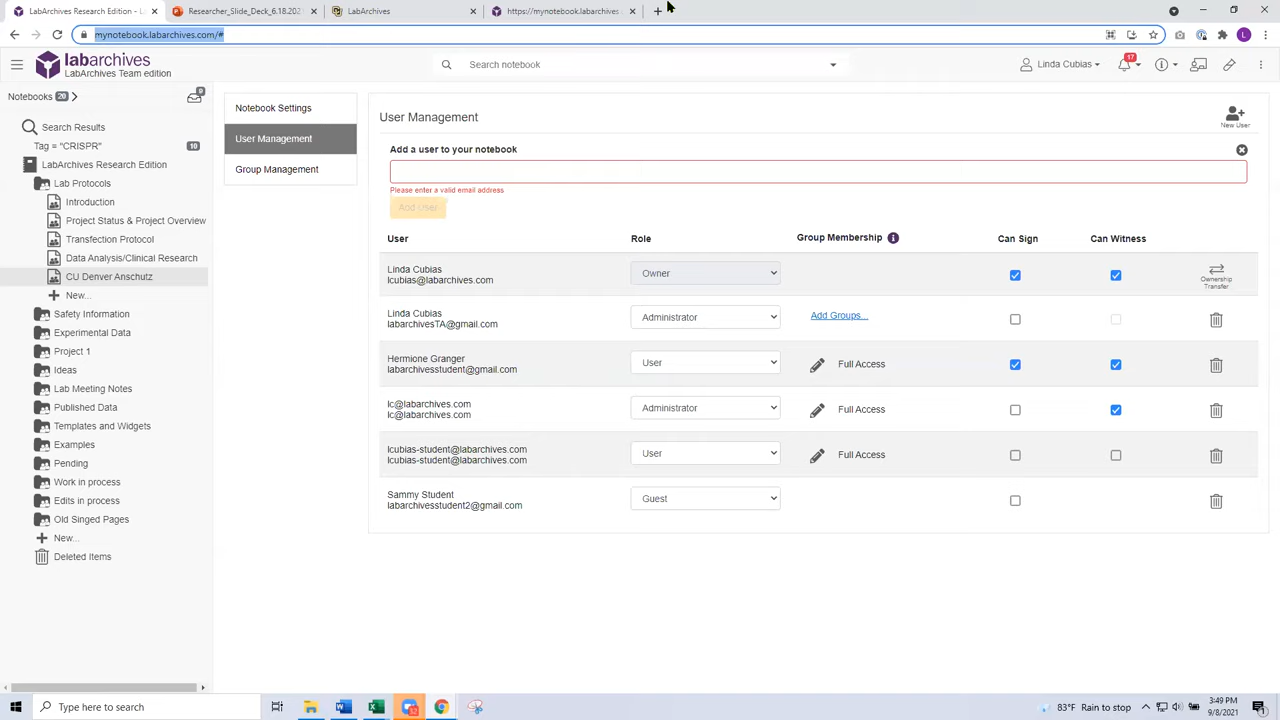 LabArchives Research Edition -
Researcher_Slide_Deck_6.18.202
LabArchives
https://mynotebook.labarchives.c
mynotebook.labarchives.com/#
L
labarchives
LabArchives Team edition
Search notebook
Linda Cubias
17
Notebooks 20
9
Search Results
Tag = "CRISPR" 10
LabArchives Research Edition
Lab Protocols
Introduction
Project Status & Project Overview
Transfection Protocol
Data Analysis/Clinical Research
CU Denver Anschutz
New...
Safety Information
Experimental Data
Project 1
Ideas
Lab Meeting Notes
Published Data
Templates and Widgets
Examples
Pending
Work in process
Edits in process
Old Singed Pages
New...
Deleted Items
Notebook Settings
User Management
Group Management
User Management
New User
Add a user to your notebook
Please enter a valid email address
Add User
User Role Group Membership Can Sign Can Witness
Linda Cubias
lcubias@labarchives.com
Owner
Ownership
Transfer
Linda Cubias
labarchivesTA@gmail.com
Administrator
Add Groups...
Hermione Granger
labarchivesstudent@gmail.com
User
Full Access
lc@labarchives.com
lc@labarchives.com
Administrator
Full Access
lcubias-student@labarchives.com
lcubias-student@labarchives.com
User
Full Access
Sammy Student
labarchivesstudent2@gmail.com
Guest
Type here to search
83°F Rain to stop
3:49 PM
9/8/2021